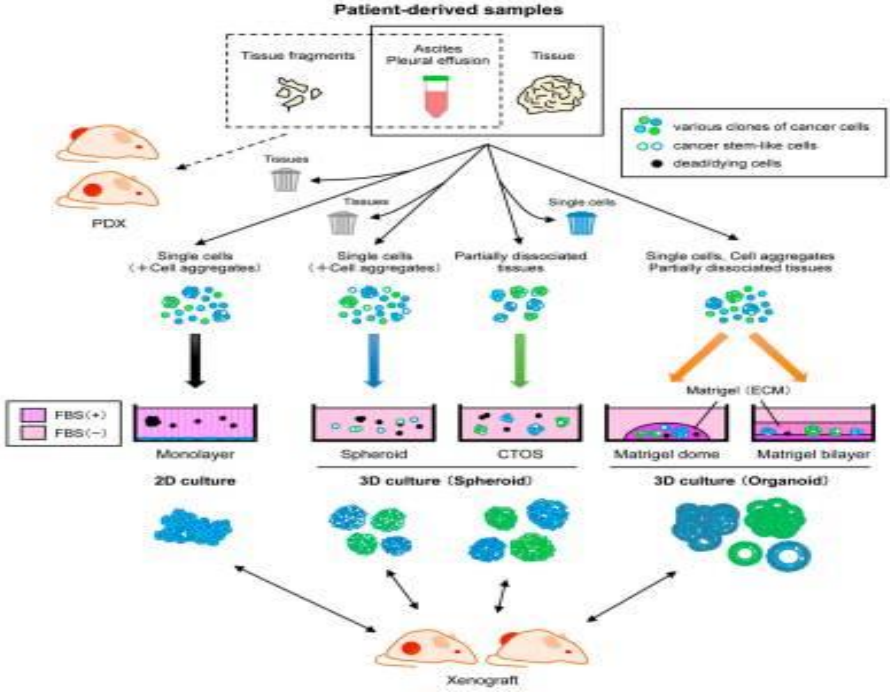 Patient-derived samples
Tissue fragments
Ascites
Pleural effusion
Tissue
various clones of cancer cells
cancer stem-like cells
dead/dying cells
PDX
Tissues
Tissues
Single cells
Single cells
(+Cell aggregates)
Single cells
(+Cell aggregates)
Partially dissociated
tissues
Single cells, Cell aggregates
Partially dissociated tissues
Matrigel (ECM)
FBS(+)
FBS(−)
Monolayer
Spheroid
CTOS
Matrigel dome
Matrigel bilayer
2D culture
3D culture (Spheroid)
3D culture (Organoid)
Xenograft